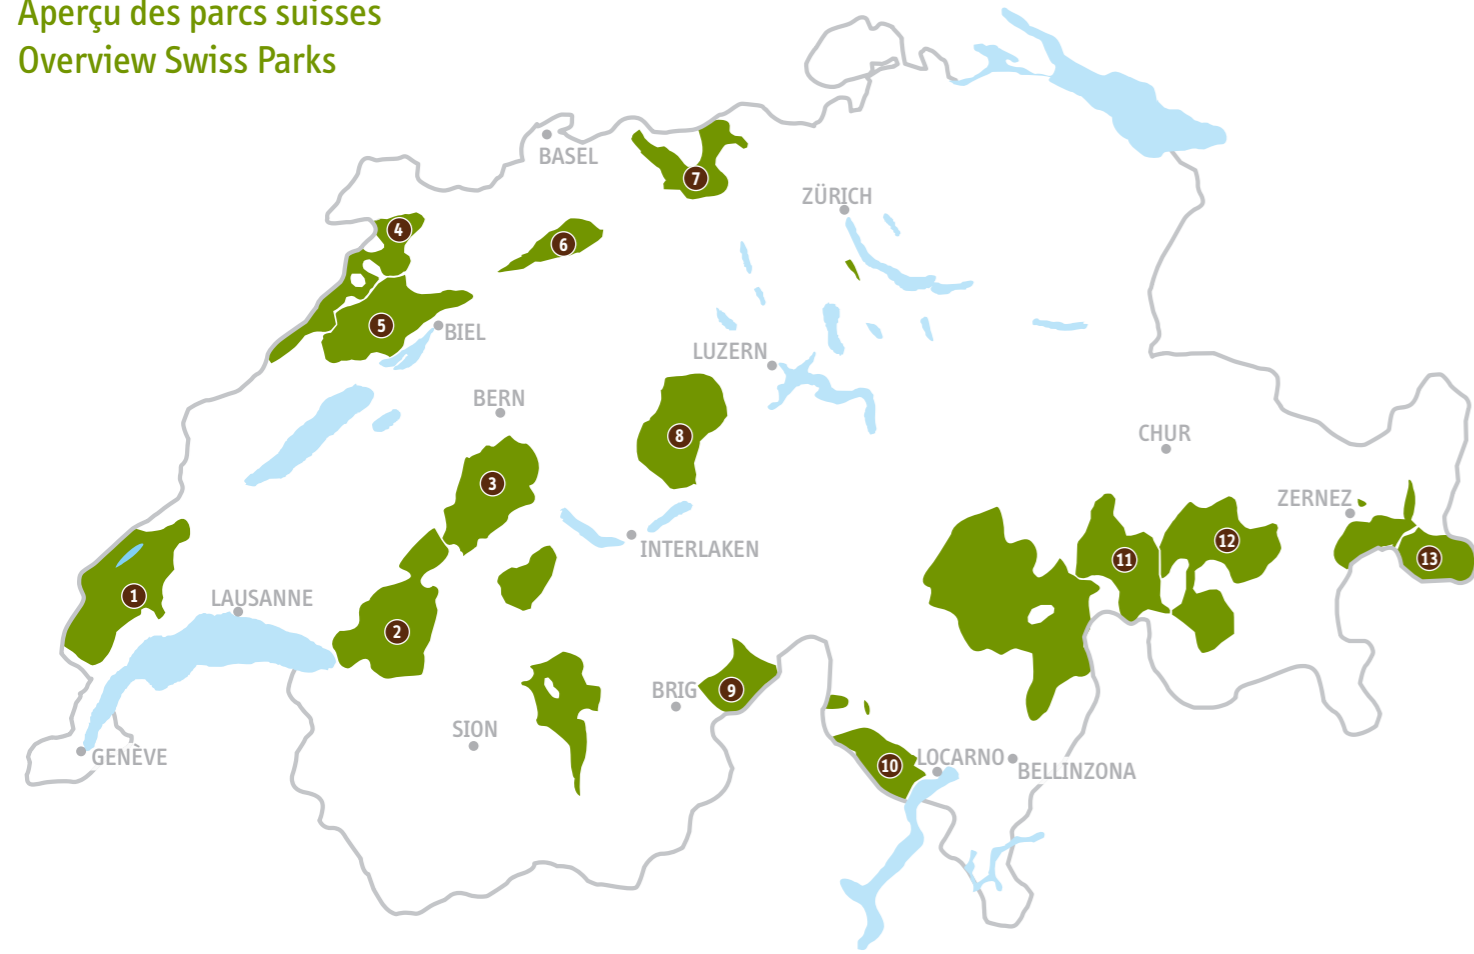 Aperçu des parcs suisses
Overview Swiss Parks
BASEL
7
ZÜRICH
4
6
5
BIEL
LUZERN
BERN
8
CHUR
3
ZERNEZ
INTERLAKEN
12
11
13
1
LAUSANNE
2
BRIG
9
SION
GENÈVE
10
LOCARNO
BELLINZONA